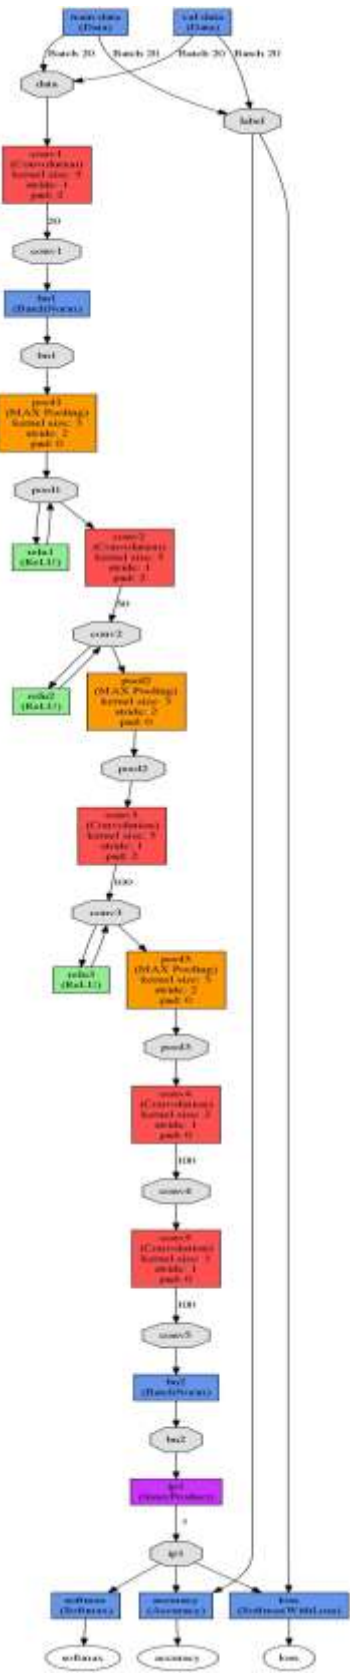 train data
(Data)
val data
(Data)
Batch 20
Batch 20
Batch 20
Batch 20
data
label
conv1
(Convolution)
kernel size: 5
stride: 1
pad: 2
20
conv1
bn1
(BatchNorm)
bn1
pool1
(MAX Pooling)
kernel size: 3
stride: 2
pad: 0
pool1
relu1
(ReLU)
conv2
(Convolution)
kernel size: 5
stride: 1
pad: 2
50
conv2
relu2
(ReLU)
pool2
(MAX Pooling)
kernel size: 3
stride: 2
pad: 0
pool2
conv3
(Convolution)
kernel size: 5
stride: 1
pad: 2
100
conv3
relu3
(ReLU)
pool3
(MAX Pooling)
kernel size: 3
stride: 2
pad: 0
pool3
conv4
(Convolution)
kernel size: 3
stride: 1
pad: 0
100
conv4
conv5
(Convolution)
kernel size:
stride: 1
pad: 0
100
conv5
bn2
(BatchNorm)
bn2
ip1
(InnerProduct)
ip1
softmax
(Softmax)
accuracy
(Accuracy)
loss
(SoftmaxWithLoss)
softmax
accuracy
loss